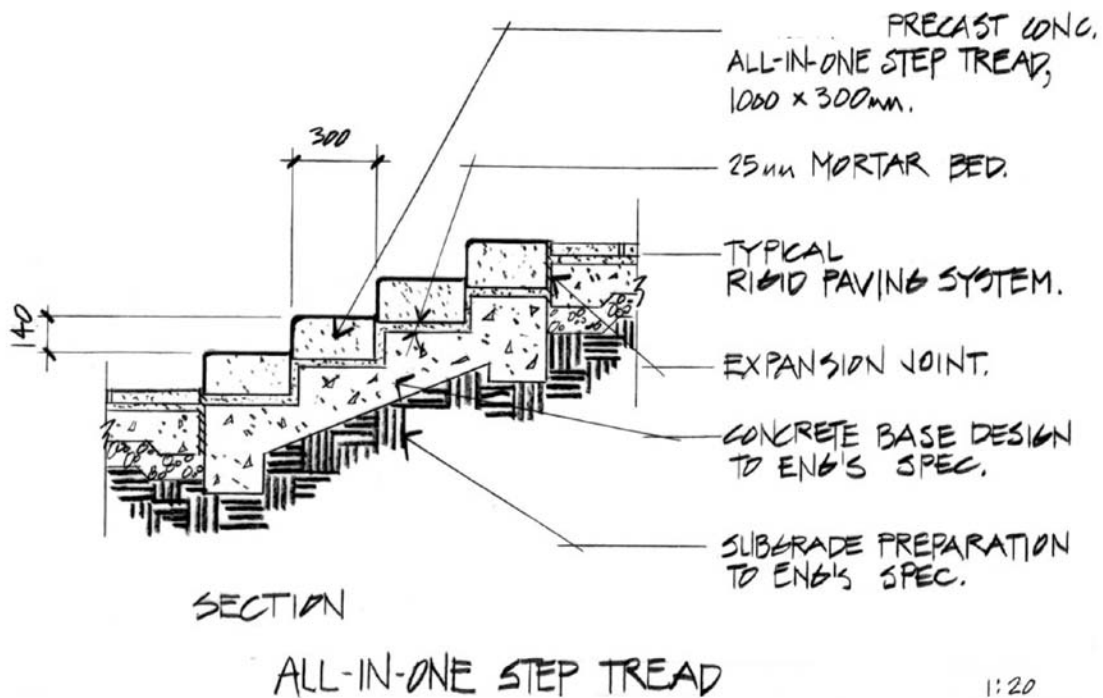 PRECAST CONC.
ALL-IN-ONE STEP TREAD,
1000 x 300mm.
300
25mm MORTAR BED.
TYPICAL
RIGID PAVING SYSTEM.
140
EXPANSION JOINT.
CONCRETE BASE DESIGN
TO ENG'S SPEC.
SUBGRADE PREPARATION
TO ENG'S SPEC.
SECTION
ALL-IN-ONE STEP TREAD
1:20